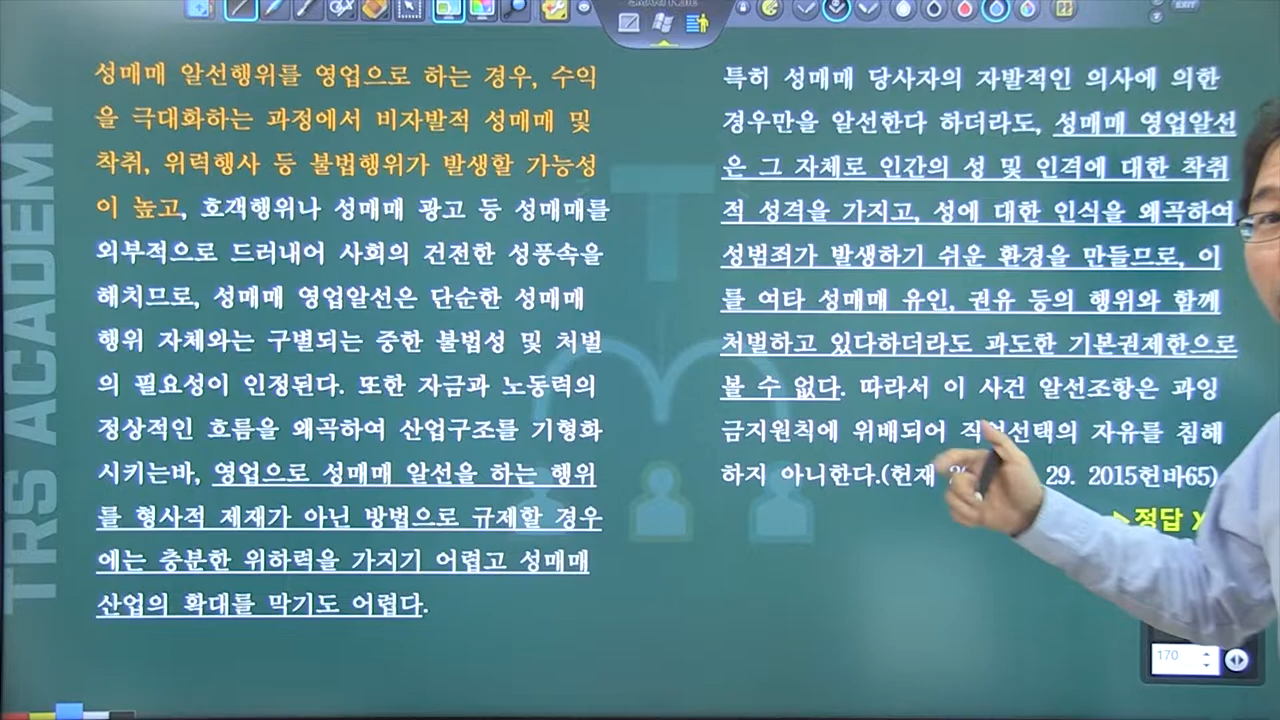 성매매 알선행위를 영업으로 하는 경우, 수익
을 극대화하는 과정에서 비자발적 성매매 및
착취, 위력행사 등 불법행위가 발생할 가능성
이 높고, 호객행위나 성매매 광고 등 성매매를
외부적으로 드러내어 사회의 건전한 성풍속을
해치므로, 성매매 영업알선은 단순한 성매매
행위 자체와는 구별되는 중한 불법성 및 처벌
의 필요성이 인정된다. 또한 자금과 노동력의
정상적인 흐름을 왜곡하여 산업구조를 기형화
시키는바, 영업으로 성매매 알선을 하는 행위
를 형사적 제재가 아닌 방법으로 규제할 경우
에는 충분한 위하력을 가지기 어렵고 성매매
산업의 확대를 막기도 어렵다.
특히 성매매 당사자의 자발적인 의사에 의한
경우만을 알선한다 하더라도, 성매매 영업알선
은 그 자체로 인간의 성 및 인격에 대한 착취
적 성격을 가지고, 성에 대한 인식을 왜곡하여
성범죄가 발생하기 쉬운 환경을 만들므로, 이
를 여타 성매매 유인, 권유 등의 행위와 함께
처벌하고 있다하더라도 과도한 기본권제한으로
볼 수 없다. 따라서 이 사건 알선조항은 과잉
금지원칙에 위배되어 직업선택의 자유를 침해
하지 아니한다.(헌재 29. 2015헌바65)
▷정답 X
TRS ACADEMY
EXIT
170